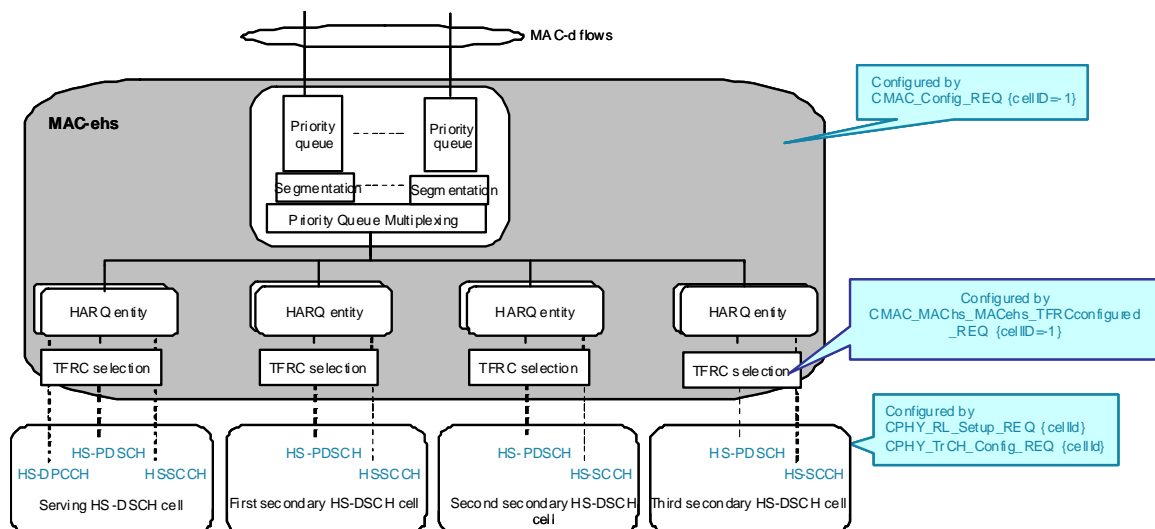 MAC-d flows
Configured by
CMAC_Config_REQ {cellID=-1}
MAC-ehs
Priority
queue
Priority
queue
Segmentation
Segmentation
Priority Queue Multiplexing
HARQ entity
HARQ entity
HARQ entity
HARQ entity
Configured by
CMAC_MAChs_MACehs_TFRCconfigured
_REQ {cellID=-1}
TFRC selection
TFRC selection
TFRC selection
TFRC selection
Configured by
CPHY_RL_Setup_REQ {cellId}
CPHY_TrCH_Config_REQ {cellId}
HS-PDSCH
HS-DPCCH
HSSCCH
Serving HS-DSCH cell
HS-PDSCH
HSSCCH
First secondary HS-DSCH cell
HS-PDSCH
HS-SCCH
Second secondary HS-DSCH
cell
HS-PDSCH
HS-SCCH
Third secondary HS-DSCH cell